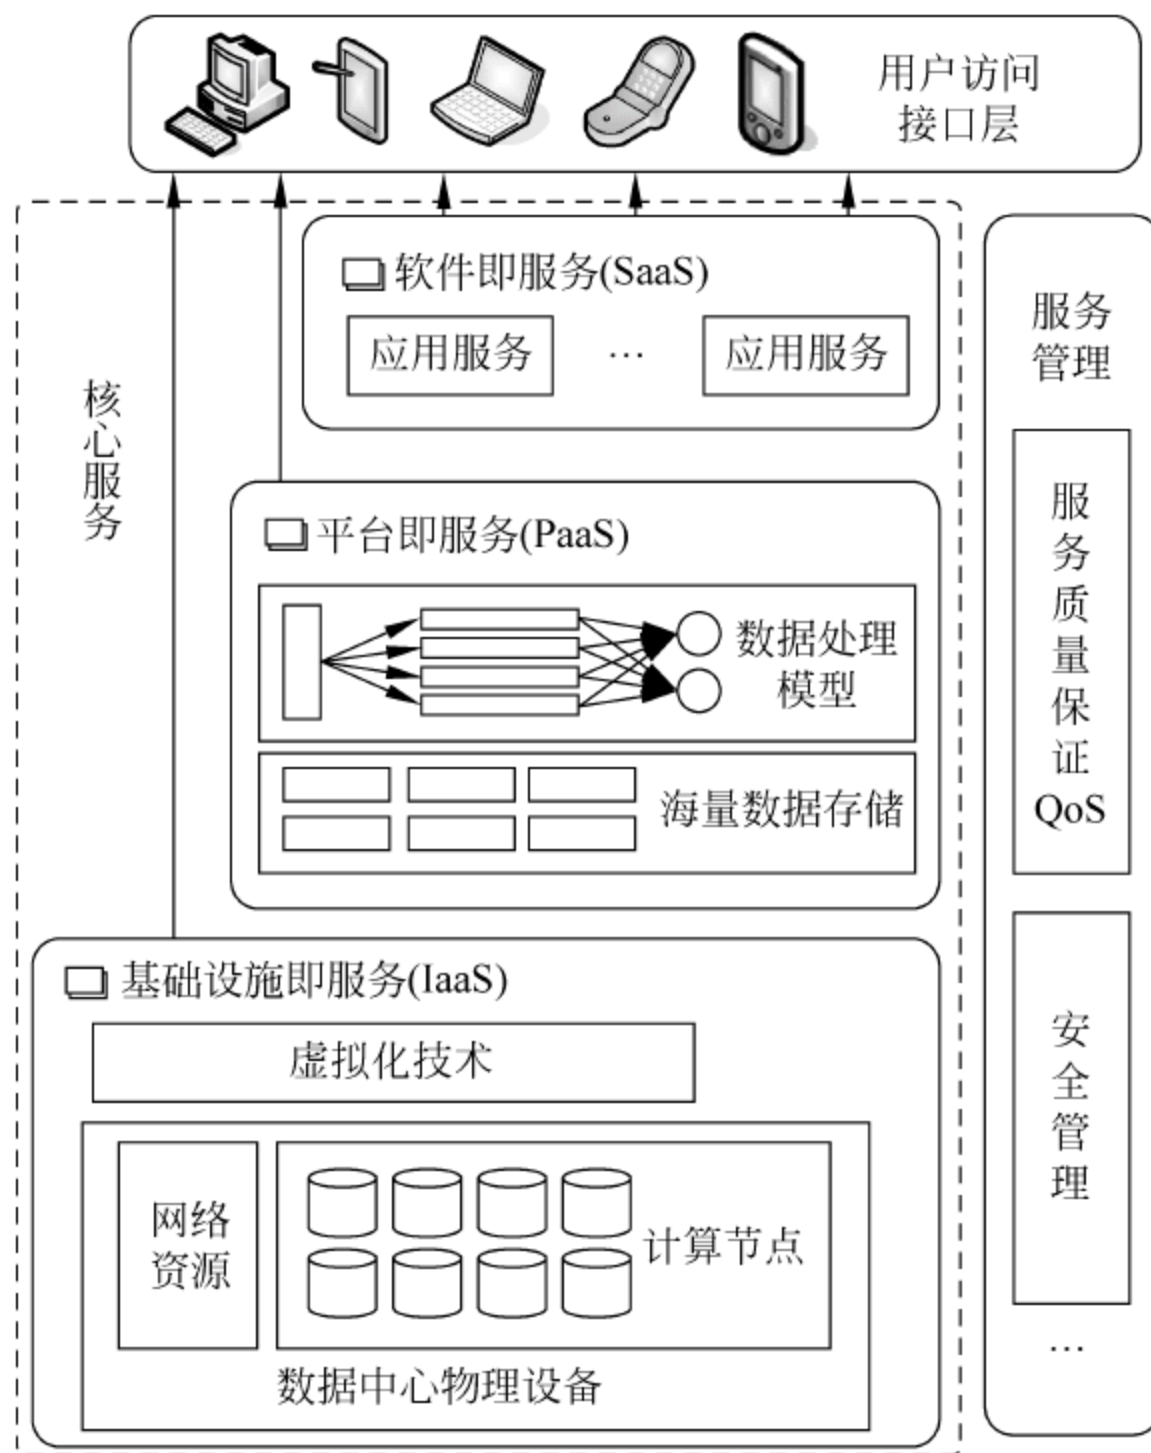 用户访问
接口层
核心服务
软件即服务(SaaS)
应用服务
…
应用服务
平台即服务(PaaS)
数据处理
模型
海量数据存储
基础设施即服务(IaaS)
虚拟化技术
网络
资源
计算节点
数据中心物理设备
服务
管理
服务质量保证
QoS
安全管理
…